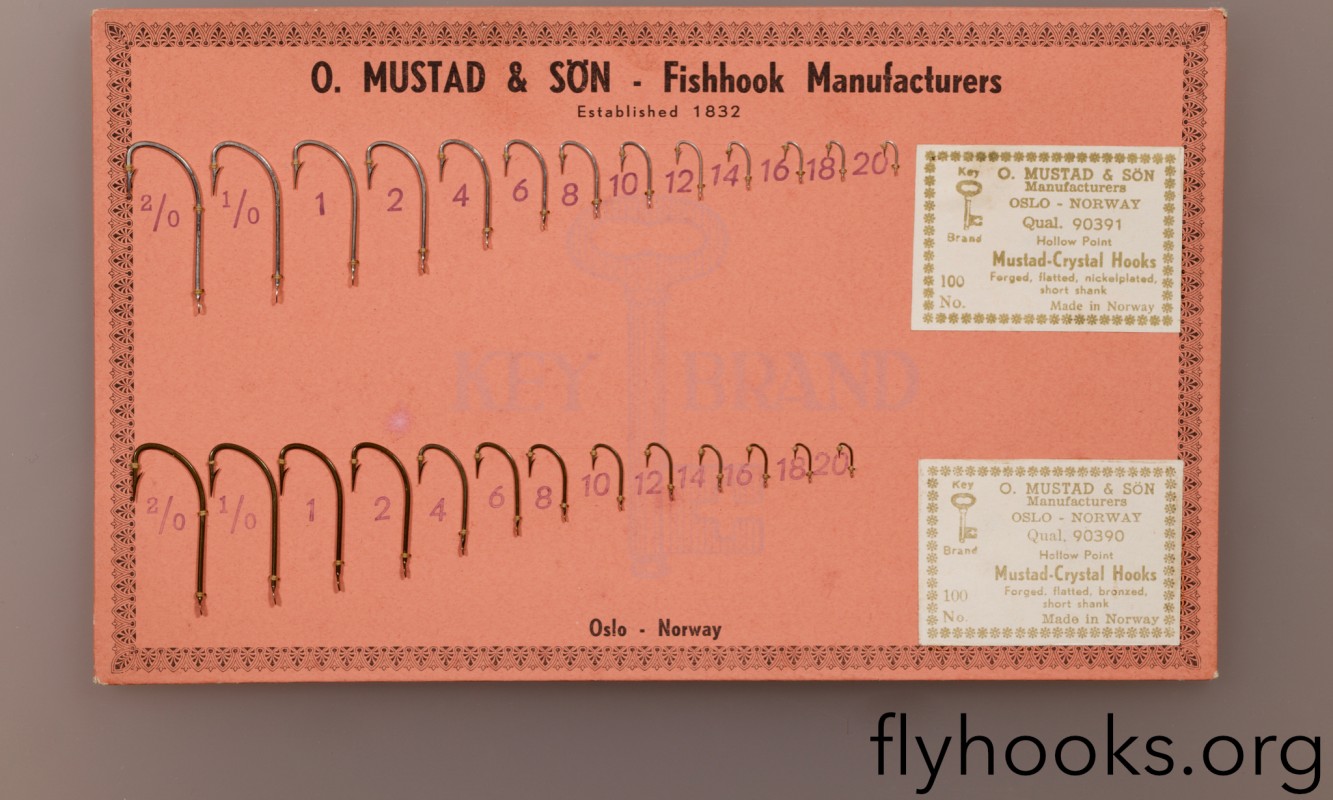 O. MUSTAD & SÖN - Fishhook Manufacturers
Established 1832
2/0 1/0 1 2 4 6 8 10 12 14 16 18 20
Key
Brand
100
No.
O. MUSTAD & SÖN
Manufacturers
OSLO - NORWAY
Qual. 90391
Hollow Point
Mustad-Crystal Hooks
Forged, flatted, nickelplated,
short shank
Made in Norway
KEY BRAND
2/0 1/0 1 2 4 6 8 10 12 14 16 18 20
Key
Brand
100
No.
O. MUSTAD & SÖN
Manufacturers
OSLO - NORWAY
Qual. 90390
Hollow Point
Mustad-Crystal Hooks
Forged, flatted, bronzed,
short shank
Made in Norway
Oslo - Norway
flyhooks.org